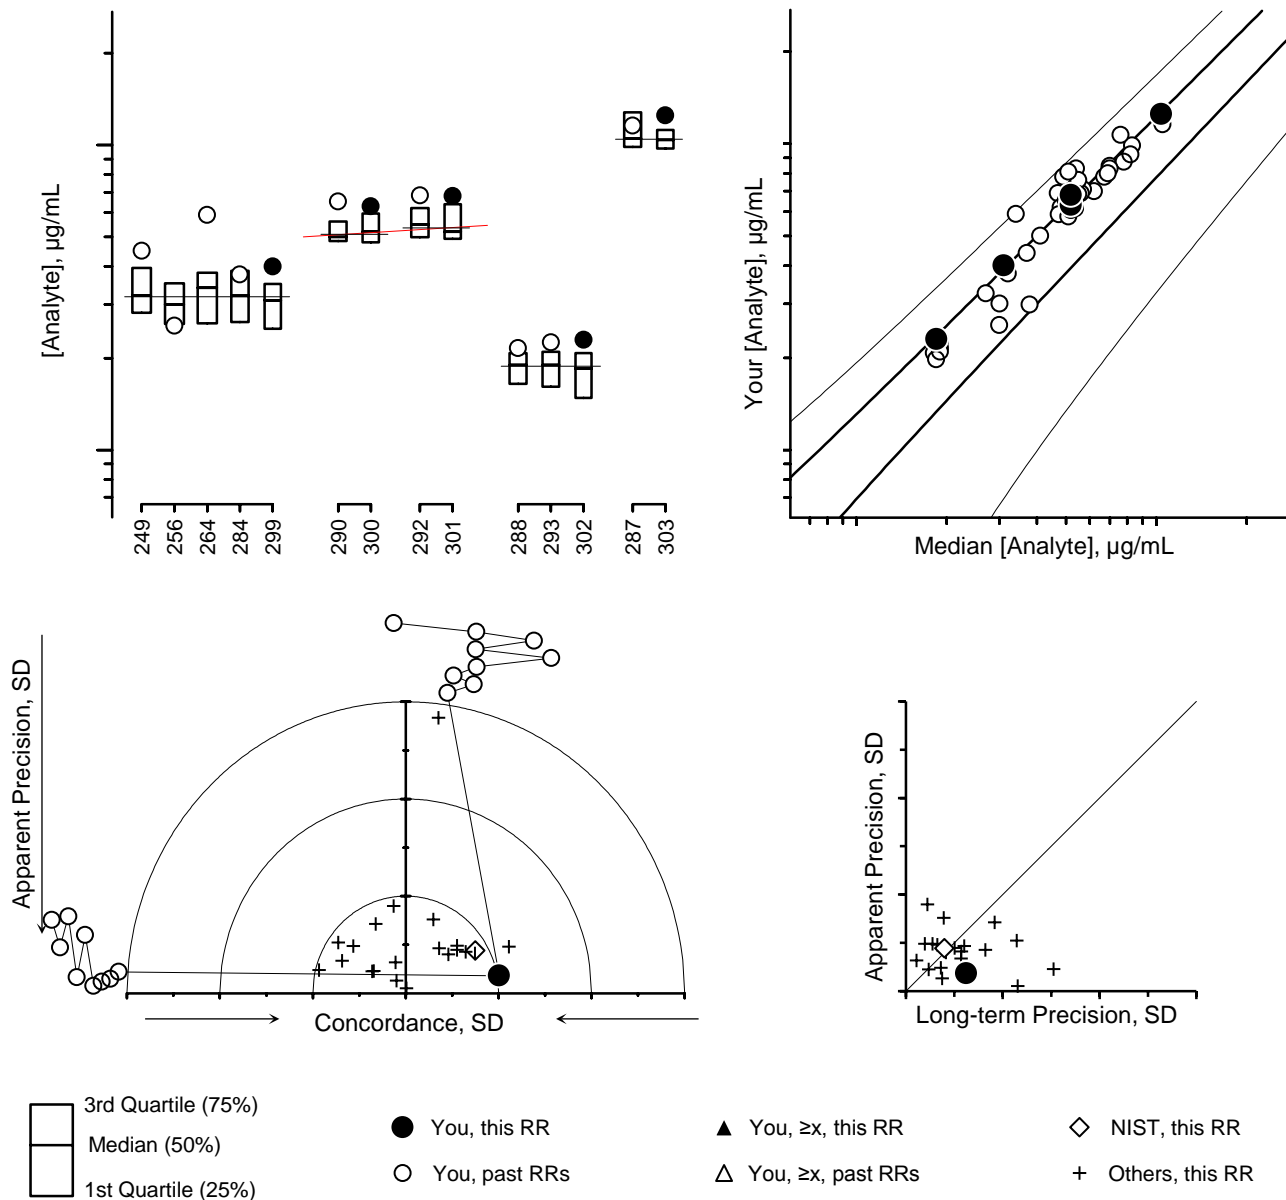 [Analyte], µg/mL
249
256
264
284
299
290
300
292
301
288
293
302
287
303
Your [Analyte], µg/mL
Median [Analyte], µg/mL
Apparent Precision, SD
Concordance, SD
Apparent Precision, SD
Long-term Precision, SD
3rd Quartile (75%)
Median (50%)
1st Quartile (25%)
You, this RR
You, past RRs
You, ≥x, this RR
You, ≥x, past RRs
NIST, this RR
Others, this RR